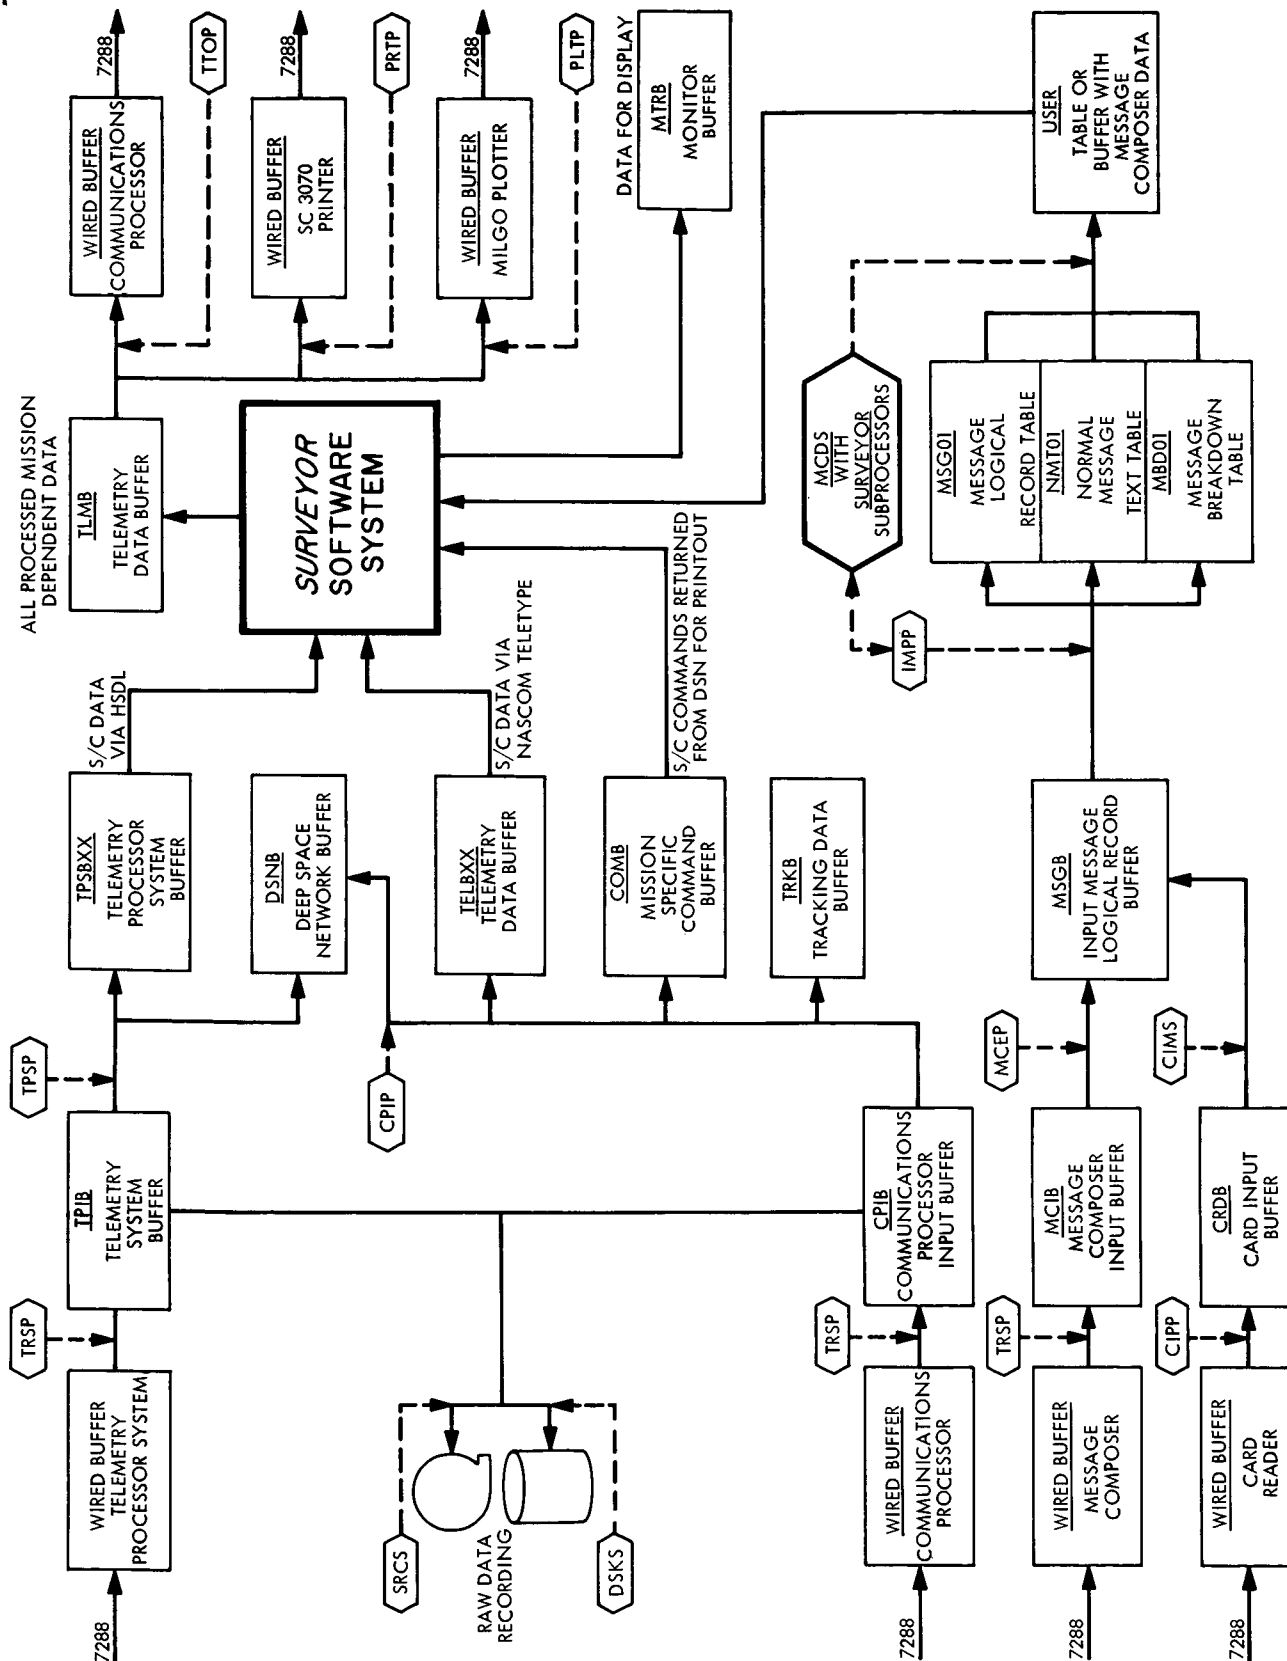 7288
WIRED BUFFER
TELEMETRY
PROCESSOR SYSTEM
TRSP
TPIB
TELEMETRY
SYSTEM
BUFFER
TPSP
TPSBXX
TELEMETRY
PROCESSOR
SYSTEM
BUFFER
S/C DATA
VIA HSDL
ALL PROCESSED MISSION
DEPENDENT DATA
TLMB
TELEMETRY
DATA BUFFER
WIRED BUFFER
COMMUNICATIONS
PROCESSOR
7288
TTOP
DSNB
DEEP SPACE
NETWORK BUFFER
SURVEYOR
SOFTWARE
SYSTEM
WIRED BUFFER
SC 3070
PRINTER
7288
PRTP
SRCS
RAW DATA
RECORDING
DSKS
CPIP
TELBXX
TELEMETRY
DATA BUFFER
S/C DATA VIA
NASCOM TELETYPE
WIRED BUFFER
MILGO PLOTTER
7288
PLTP
COMB
MISSION
SPECIFIC
COMMAND
BUFFER
S/C COMMANDS RETURNED
FROM DSN FOR PRINTOUT
DATA FOR DISPLAY
MTRB
MONITOR
BUFFER
TRKB
TRACKING DATA
BUFFER
7288
WIRED BUFFER
COMMUNICATIONS
PROCESSOR
TRSP
CPIB
COMMUNICATIONS
PROCESSOR
INPUT BUFFER
IMPP
MCDS
WITH
SURVEYOR
SUBPROCESSORS
7288
WIRED BUFFER
MESSAGE
COMPOSER
TRSP
MCIB
MESSAGE
COMPOSER
INPUT BUFFER
MCEP
MSGB
INPUT MESSAGE
LOGICAL RECORD
BUFFER
MSG01
MESSAGE
LOGICAL
RECORD TABLE
NMT01
NORMAL
MESSAGE
TEXT TABLE
MBD01
MESSAGE
BREAKDOWN
TABLE
USER
TABLE OR
BUFFER WITH
MESSAGE
COMPOSER DATA
7288
WIRED BUFFER
CARD
READER
CIPP
CRDB
CARD INPUT
BUFFER
CIMS